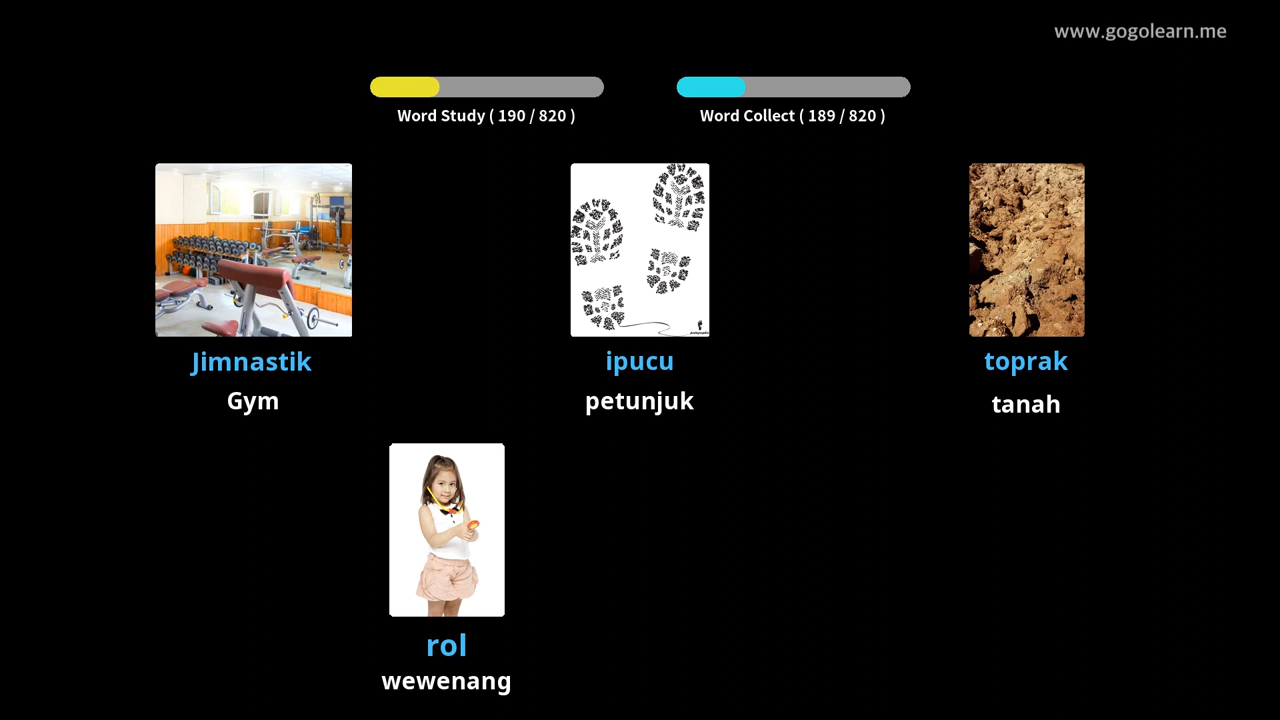 www.gogolearn.me
Word Study ( 190 / 820 )
Word Collect ( 189 / 820 )
Jimnastik
Gym
ipucu
petunjuk
toprak
tanah
rol
wewenang